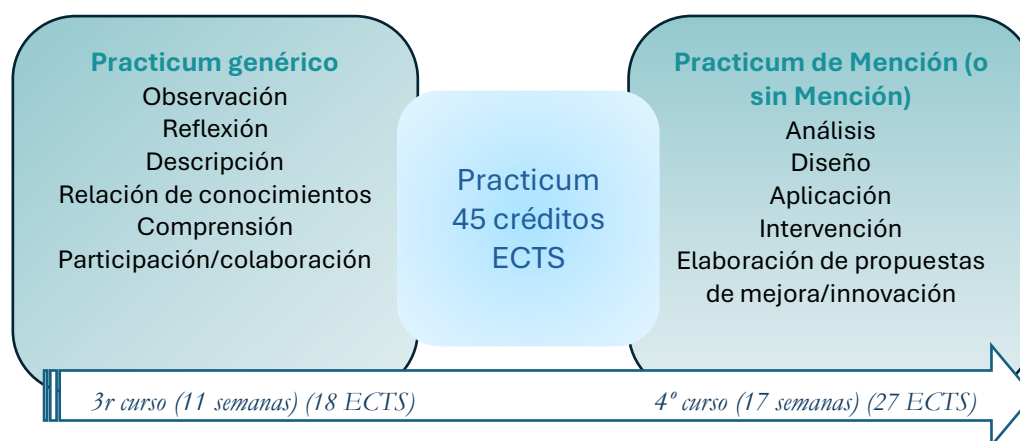 Practicum genérico
Observación
Reflexión
Descripción
Relación de conocimientos
Comprensión
Participación/colaboración
Practicum
45 créditos
ECTS
Practicum de Mención (o
sin Mención)
Análisis
Diseño
Aplicación
Intervención
Elaboración de propuestas
de mejora/innovación
3r curso (11 semanas) (18 ECTS)
4º curso (17 semanas) (27 ECTS)